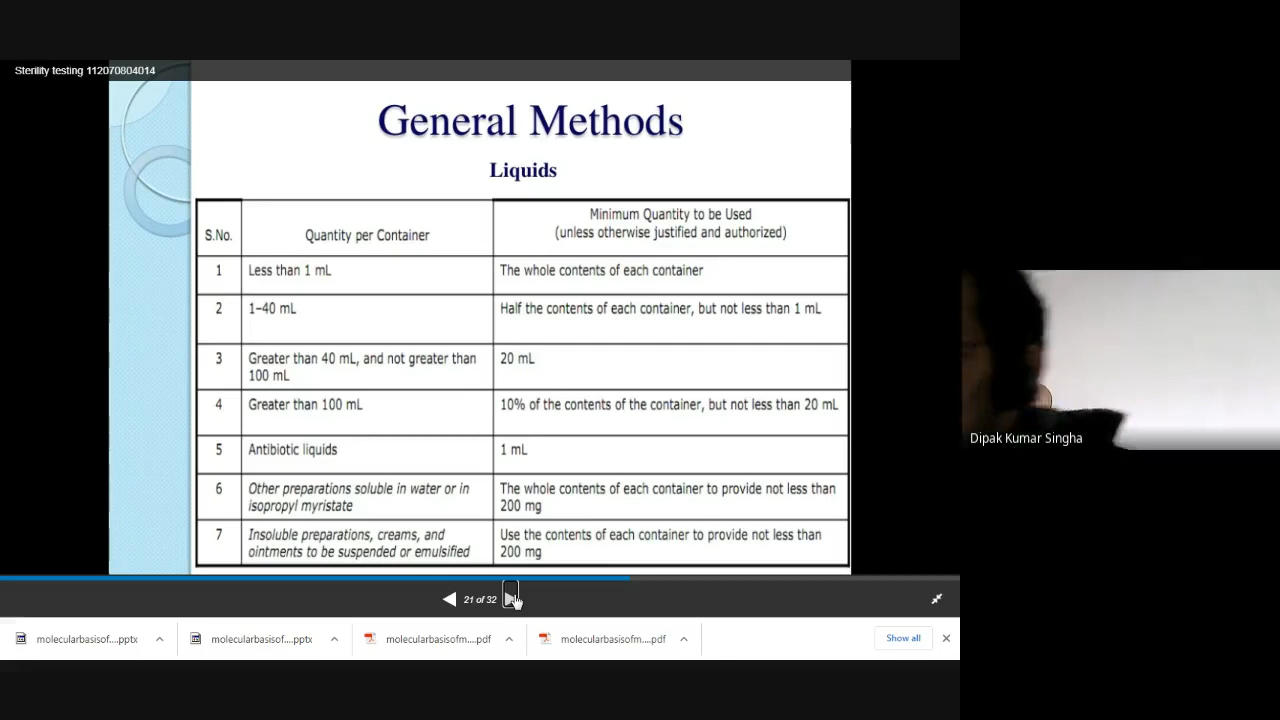 Sterility testing 112070804014
General Methods
Liquids
S.No.
Quantity per Container
Minimum Quantity to be Used
(unless otherwise justified and authorized)
1
Less than 1 mL
The whole contents of each container
2
1–40 mL
Half the contents of each container, but not less than 1 mL
3
Greater than 40 mL, and not greater than
100 mL
20 mL
4
Greater than 100 mL
10% of the contents of the container, but not less than 20 mL
5
Antibiotic liquids
1 mL
6
Other preparations soluble in water or in
isopropyl myristate
The whole contents of each container to provide not less than
200 mg
7
Insoluble preparations, creams, and
ointments to be suspended or emulsified
Use the contents of each container to provide not less than
200 mg
21 of 32
molecularbasisof....pptx
molecularbasisof....pptx
molecularbasisofm....pdf
molecularbasisofm....pdf
Show all
Dipak Kumar Singha